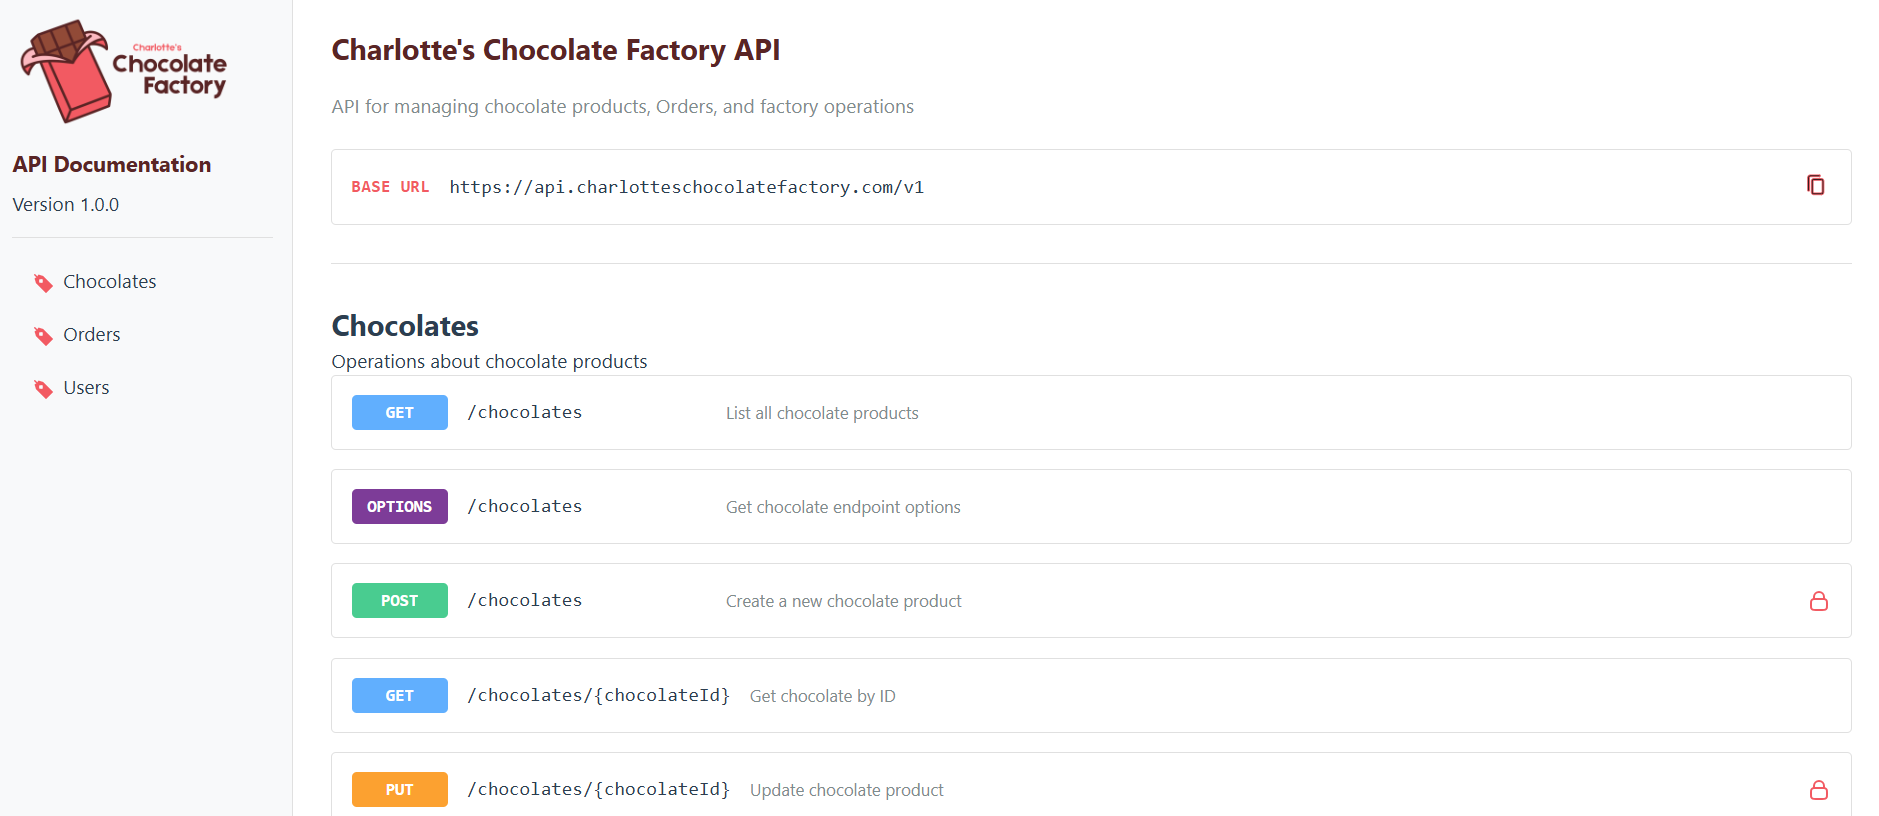 Charlotte's
Chocolate
Factory
API Documentation
Version 1.0.0
Chocolates
Orders
Users
Charlotte's Chocolate Factory API
API for managing chocolate products, Orders, and factory operations
BASE URL https://api.charlotteschocolatefactory.com/v1
Chocolates
Operations about chocolate products
GET /chocolates List all chocolate products
OPTIONS /chocolates Get chocolate endpoint options
POST /chocolates Create a new chocolate product
GET /chocolates/{chocolateId} Get chocolate by ID
PUT /chocolates/{chocolateId} Update chocolate product